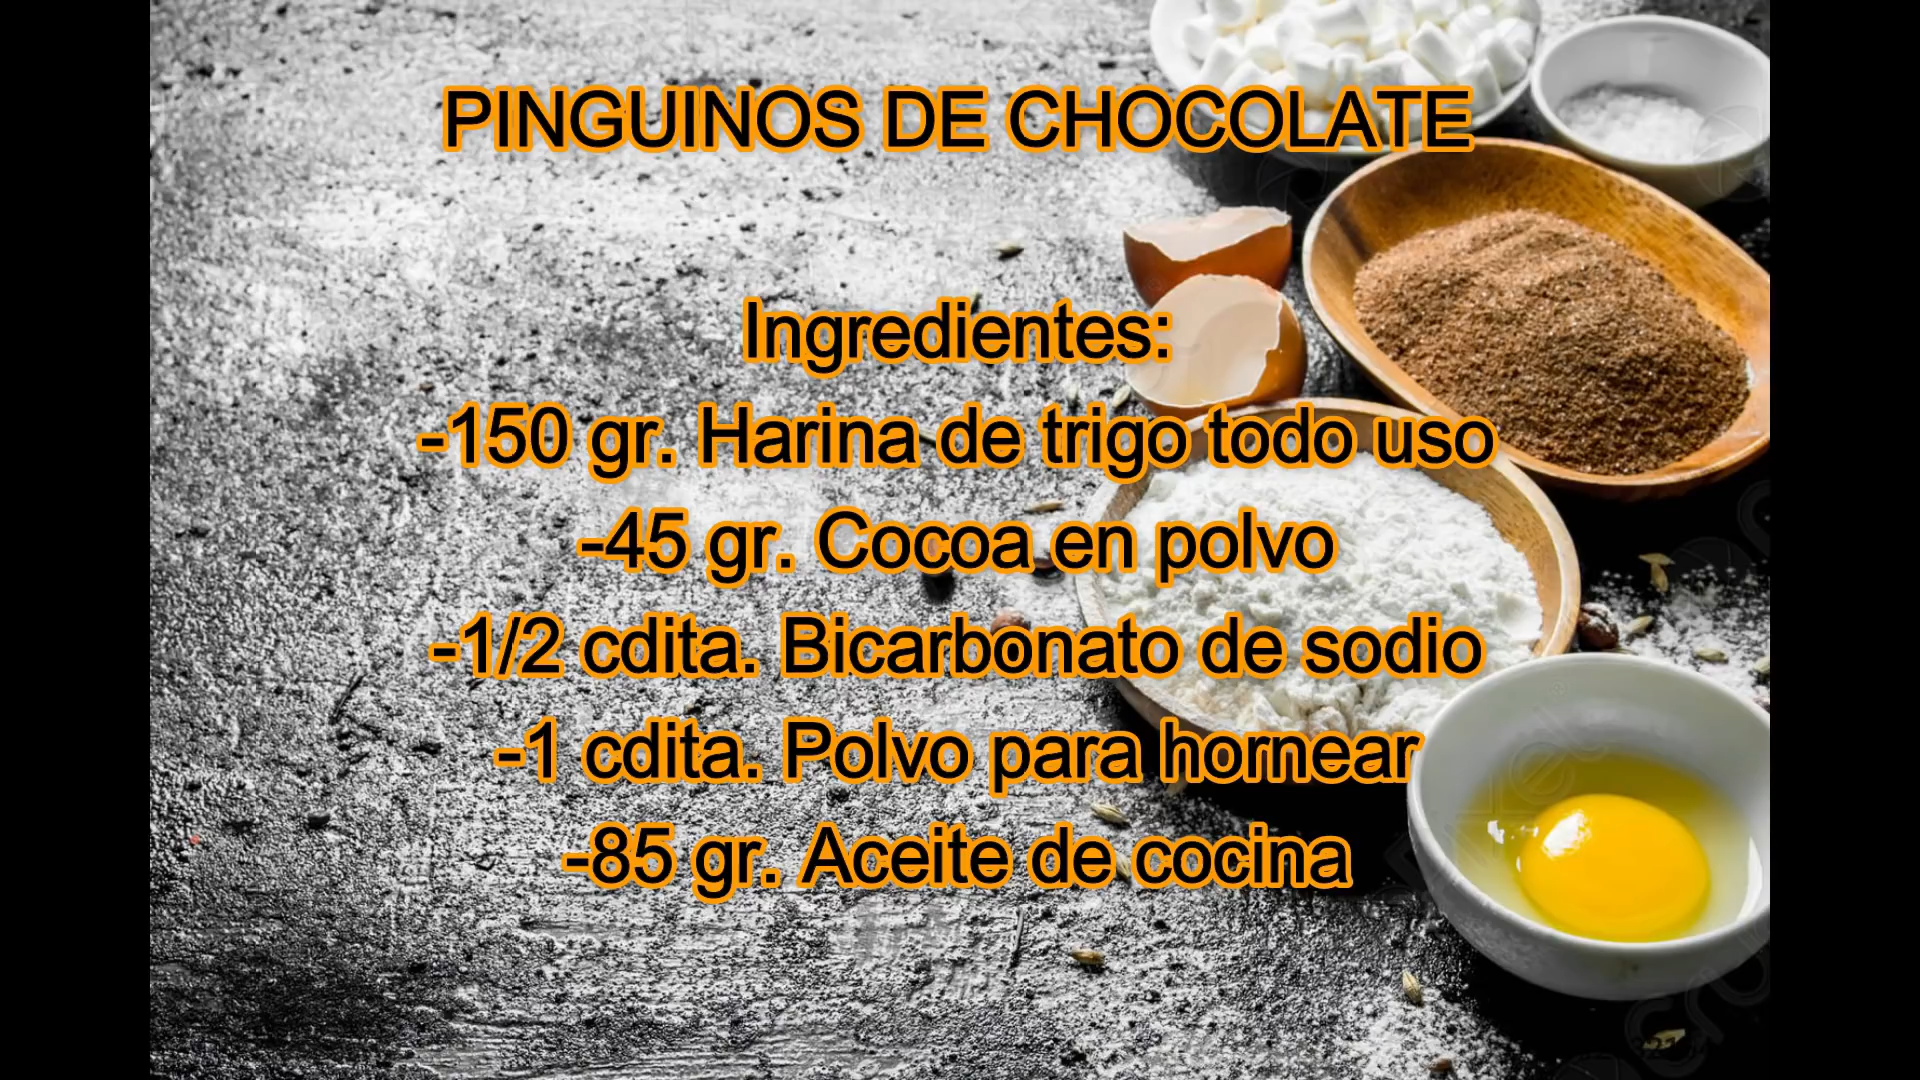 PINGUINOS DE CHOCOLATE
Ingredientes:
-150 gr. Harina de trigo todo uso
-45 gr. Cocoa en polvo
-1/2 cdita. Bicarbonato de sodio
-1 cdita. Polvo para hornear
-85 gr. Aceite de cocina